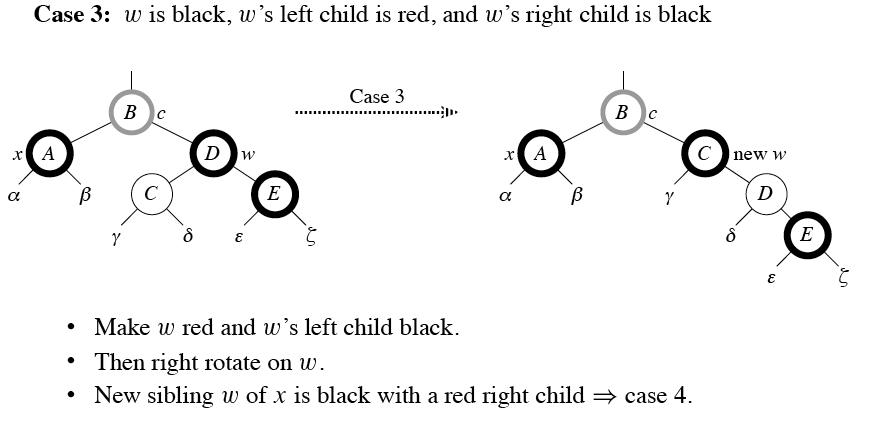 Case 3: w is black, w's left child is red, and w's right child is black
Case 3
B c B c
x A D w x A C new w
α β C E α β γ D
γ δ ε ζ δ E
ε ζ
• Make w red and w's left child black.
• Then right rotate on w.
• New sibling w of x is black with a red right child ⇒ case 4.